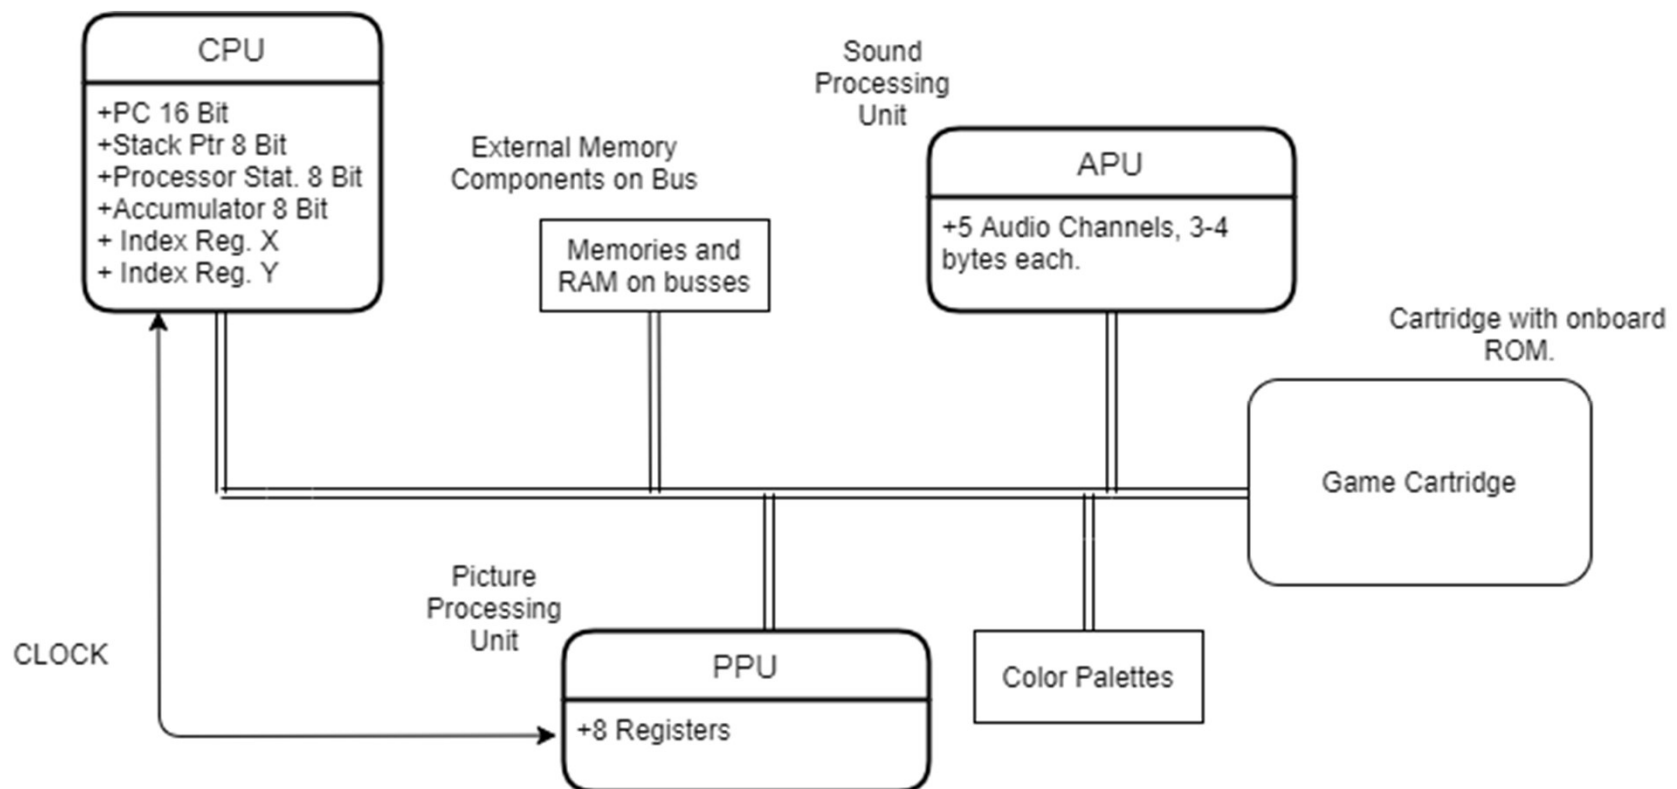 CPU
+PC 16 Bit
+Stack Ptr 8 Bit
+Processor Stat. 8 Bit
+Accumulator 8 Bit
+ Index Reg. X
+ Index Reg. Y
External Memory
Components on Bus
Memories and
RAM on busses
Sound
Processing
Unit
APU
+5 Audio Channels, 3-4
bytes each.
Cartridge with onboard
ROM.
Game Cartridge
CLOCK
Picture
Processing
Unit
PPU
+8 Registers
Color Palettes